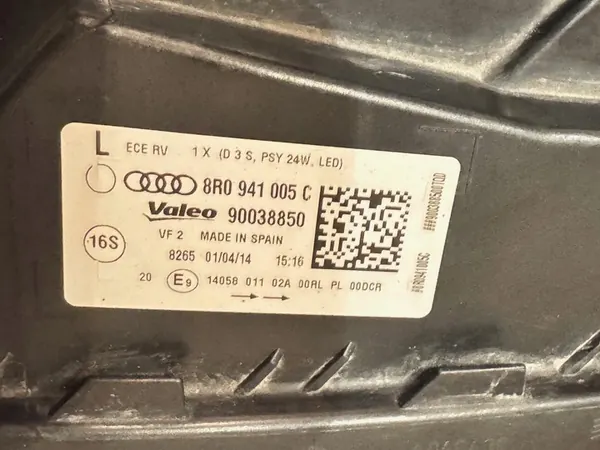 L ECE RV 1 X (D 3 S, PSY 24W, LED)
8R0 941 005 C
Valeo 90038850
16S
VF 2 MADE IN SPAIN
8265 01/04/14 15:16
20 E9 14058 011 02A 00RL PL 00DCR